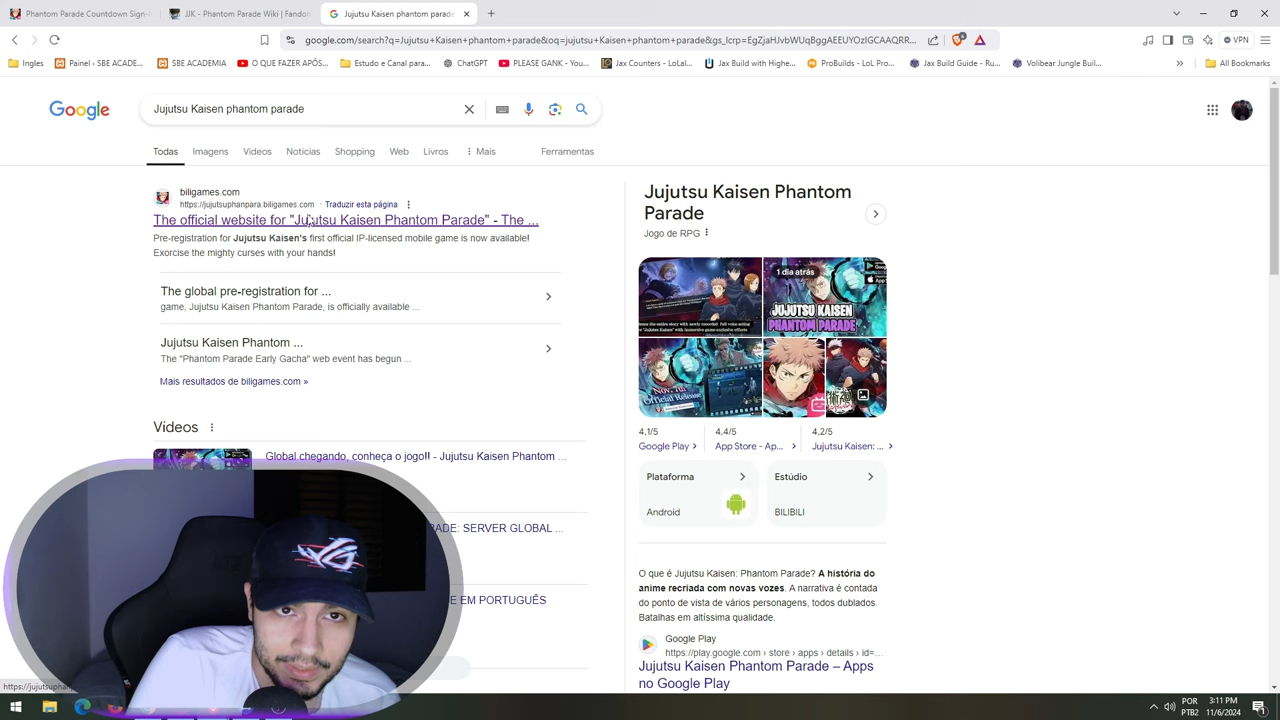 Phantom Parade Countdown Sign-i
JJK - Phantom Parade Wiki | Fandon
Jujutsu Kaisen phantom parade
google.com/search?q=Jujutsu+Kaisen+phantom+parade&oq=jujutsu+Kaisen+phantom+parade&gs_lcrp=EgZjaHJvbWUqBggAEEUYOzIGCAAQRR...
VPN
Ingles
Painel ‹ SBE ACADE...
SBE ACADEMIA
O QUE FAZER APÓS...
Estudo e Canal para...
ChatGPT
PLEASE GANK - You...
Jax Counters - LoLal...
Jax Build with Highe...
ProBuilds - LoL Pro...
Jax Build Guide - Ru...
Volibear Jungle Buil...
All Bookmarks
Google
Jujutsu Kaisen phantom parade
Todas
Imagens
Vídeos
Notícias
Shopping
Web
Livros
Mais
Ferramentas
biligames.com
https://jujutsuphanpara.biligames.com · Traduzir esta página
The official website for "Jujutsu Kaisen Phantom Parade" - The ...
Pre-registration for Jujutsu Kaisen's first official IP-licensed mobile game is now available!
Exorcise the mighty curses with your hands!
The global pre-registration for ...
game, Jujutsu Kaisen Phantom Parade, is officially available ...
Jujutsu Kaisen Phantom ...
The "Phantom Parade Early Gacha" web event has begun ...
Mais resultados de biligames.com »
Vídeos
Global chegando, conheça o jogo!! - Jujutsu Kaisen Phantom ...
RADE: SERVER GLOBAL ...
E EM PORTUGUÊS
Jujutsu Kaisen Phantom
Parade
Jogo de RPG
1 dia atrás
JUJUTSU KAISEN
PHANTOM PARADE
Nov. 7th
Official Release
4,1/5
Google Play
4,4/5
App Store - Ap...
4.2/5
Jujutsu Kaisen: ...
Plataforma
Android
Estúdio
BILIBILI
O que é Jujutsu Kaisen: Phantom Parade? A história do
anime recriada com novas vozes. A narrativa é contada
do ponto de vista de vários personagens, todos dublados.
Batalhas em altíssima qualidade.
Google Play
https://play.google.com › store › apps › details › id=...
Jujutsu Kaisen Phantom Parade – Apps
no Google Play
https://jujutsuphan
POR
PTB2
3:11 PM
11/6/2024